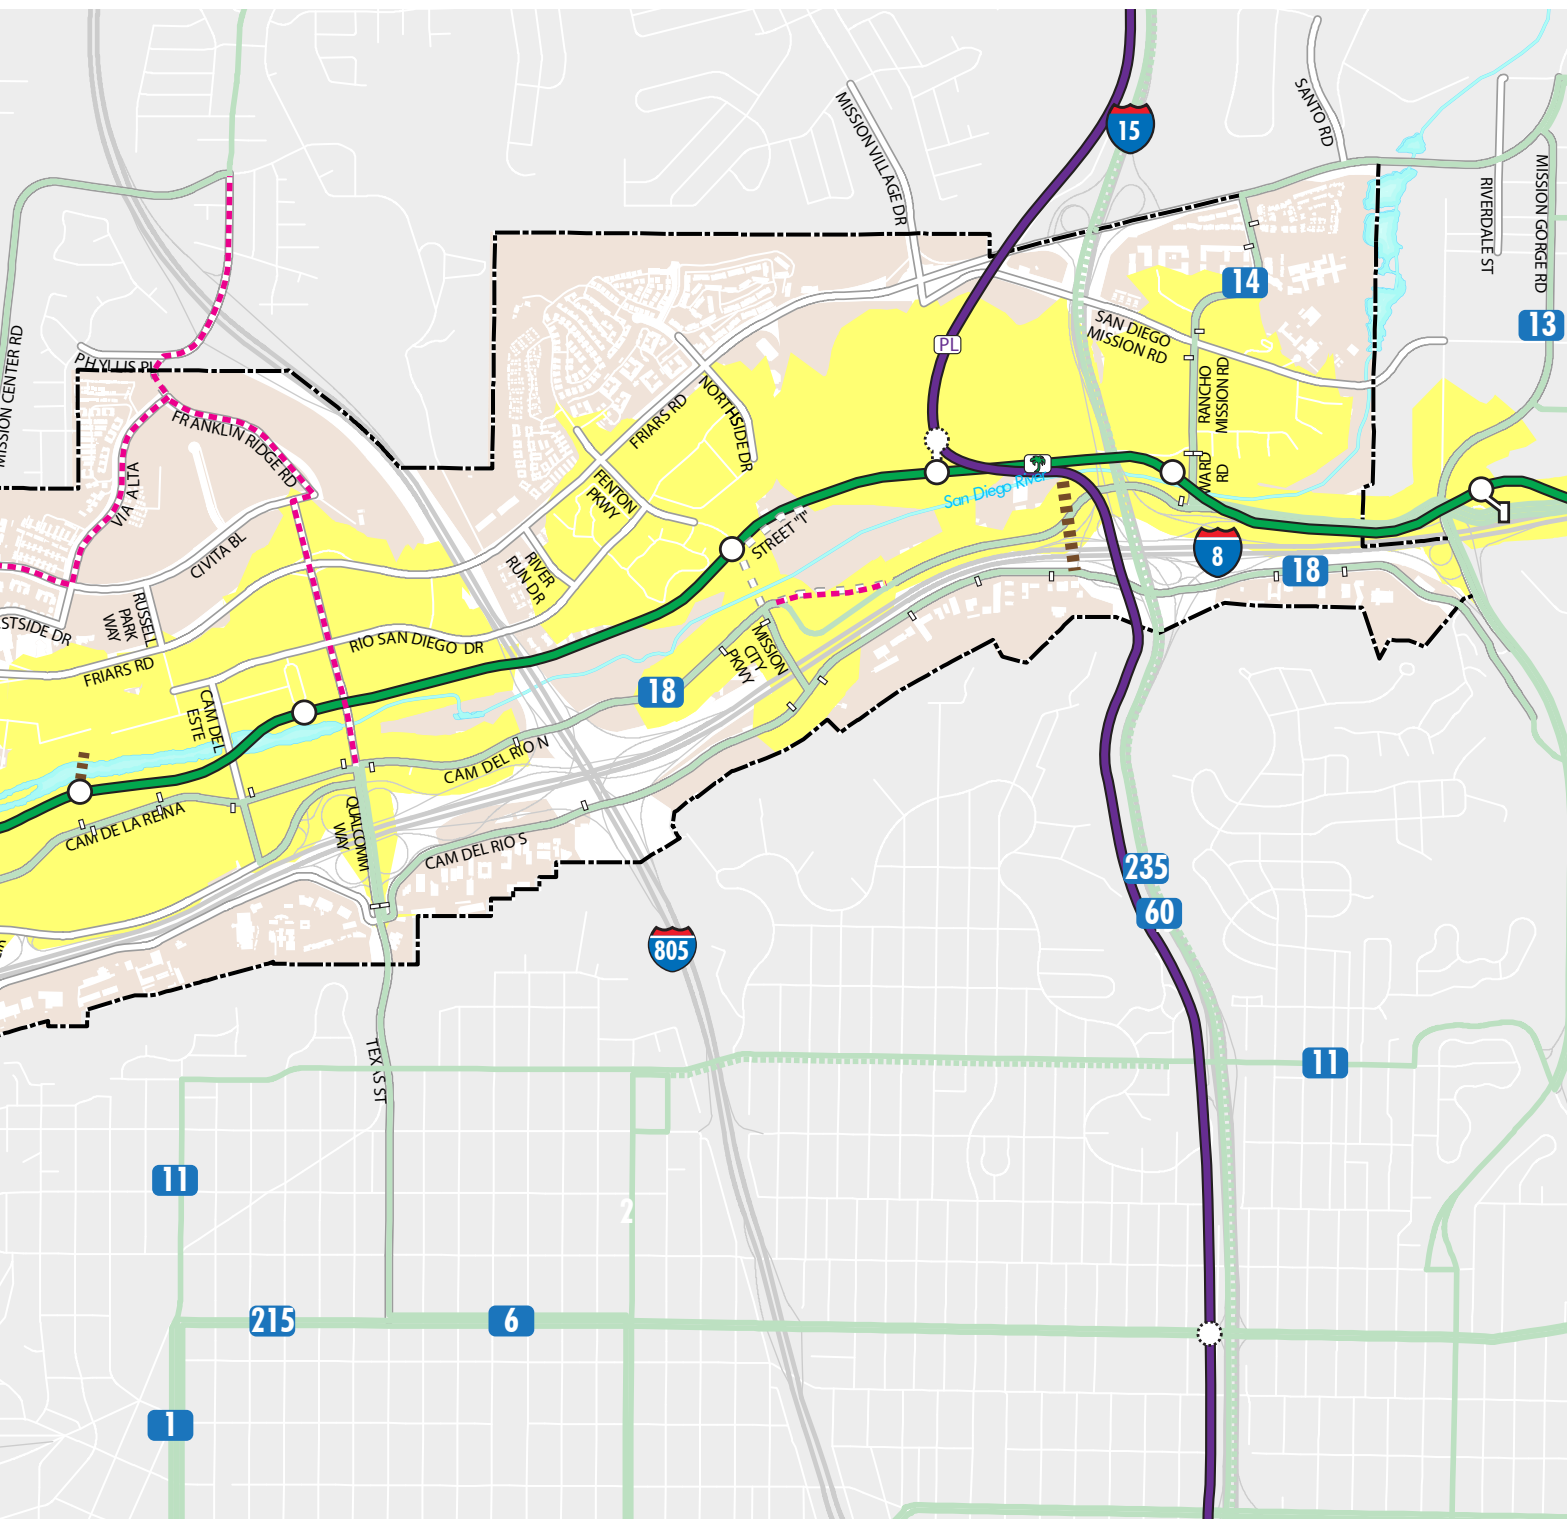 15
SANTO RD
MISSION VILLAGE DR
RIVERDALE ST
MISSION GORGE RD
14
13
SAN DIEGO
MISSION RD
MISSION CENTER RD
PHYLLIS PL
PL
RANCHO
MISSION RD
FRANKLIN RIDGE RD
NORTHSIDE DR
FRIARS RD
VIA ALTA
FENTON
PKWY
San Diego River
WARD
RD
STREET "I"
CIVITA BL
RIVER
RUN DR
8
18
RUSSELL
PARK
WAY
STSIDE DR
RIO SAN DIEGO DR
MISSION
CITY
PKWY
FRIARS RD
18
CAM DEL
ESTE
CAM DEL RIO N
CAM DE LA REINA
QUALCOMM
WAY
CAM DEL RIO S
235
60
805
TEXAS ST
11
11
2
215
6
1